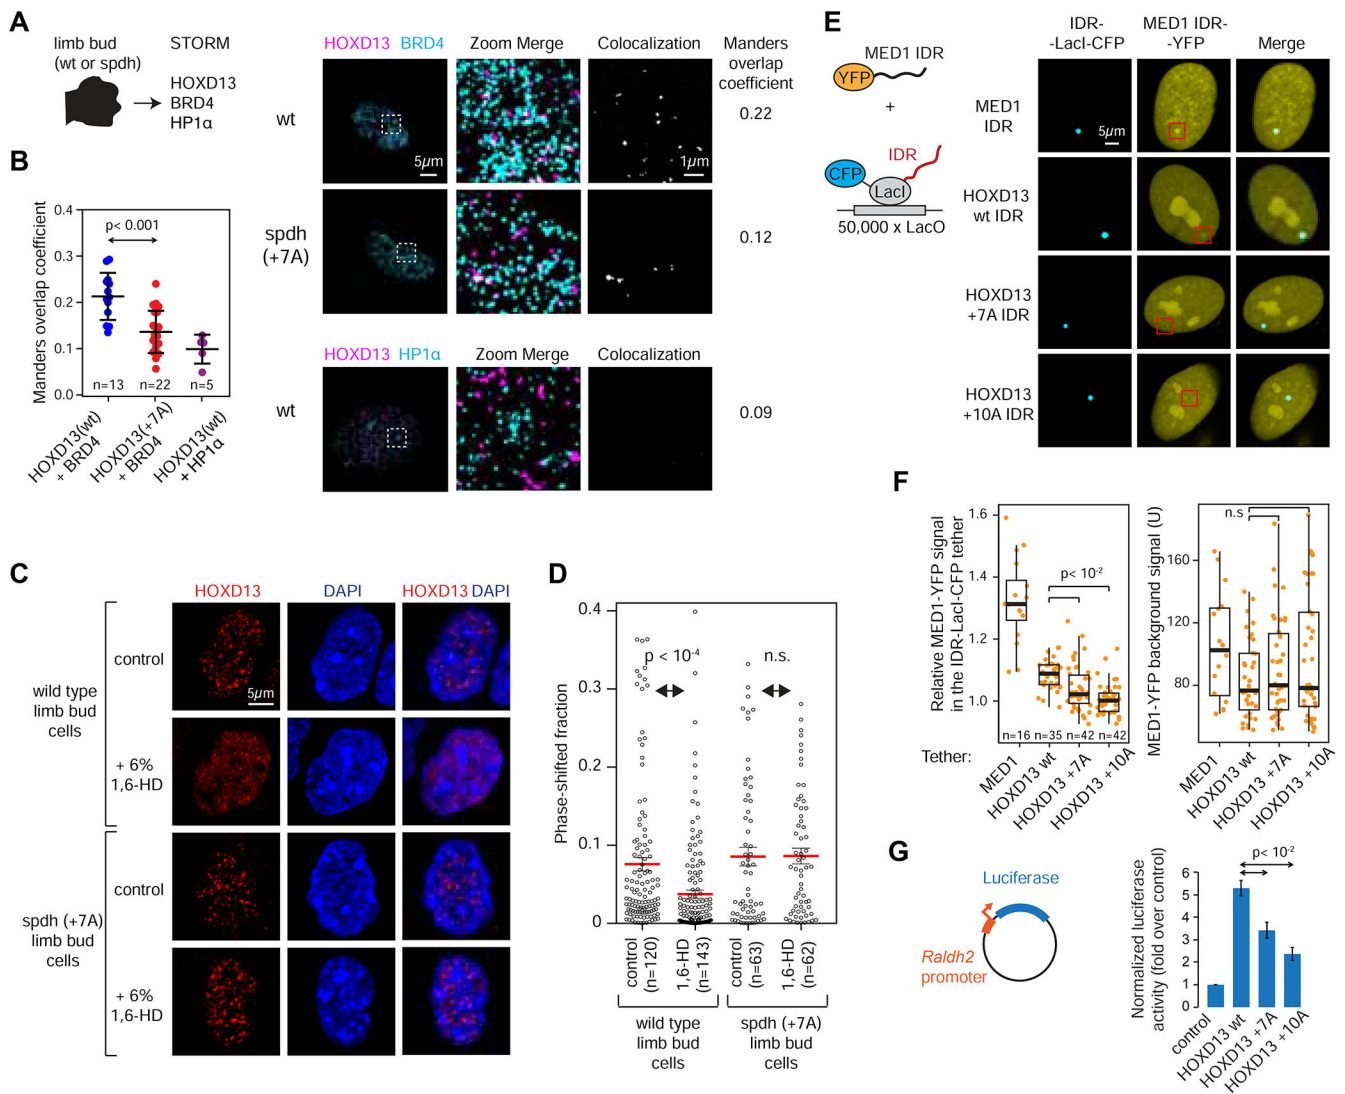 A
limb bud
(wt or spdh)
STORM
HOXD13
BRD4
HP1α
HOXD13 BRD4
Zoom Merge
Colocalization
Manders
overlap
coefficient
wt
5µm
1µm
0.22
spdh
(+7A)
0.12
HOXD13 HP1α
Zoom Merge
Colocalization
wt
0.09
B
Manders overlap coefficient
0.4
0.3
0.2
0.1
0.0
p< 0.001
n=13
n=22
n=5
HOXD13(wt)
+ BRD4
HOXD13(+7A)
+ BRD4
HOXD13(wt)
+ HP1α
C
HOXD13
DAPI
HOXD13 DAPI
wild type
limb bud
cells
control
5µm
+ 6%
1,6-HD
spdh (+7A)
limb bud
cells
control
+ 6%
1,6-HD
D
Phase-shifted fraction
0.4
0.3
0.2
0.1
0
p < 10-4
n.s.
control
(n=120)
1,6-HD
(n=143)
control
(n=63)
1,6-HD
(n=62)
wild type
limb bud
cells
spdh (+7A)
limb bud
cells
E
YFP
MED1 IDR
+
IDR
CFP
LacI
50,000 x LacO
IDR-
-LacI-CFP
MED1 IDR-
-YFP
Merge
MED1
IDR
5µm
HOXD13
wt IDR
HOXD13
+7A IDR
HOXD13
+10A IDR
F
Relative MED1-YFP signal
in the IDR-LacI-CFP tether
1.6
1.4
1.2
1.0
p< 10-2
n=16
n=35
n=42
n=42
Tether:
MED1
HOXD13 wt
HOXD13 +7A
HOXD13 +10A
MED1-YFP background signal (U)
160
120
80
n.s
MED1
HOXD13 wt
HOXD13 +7A
HOXD13 +10A
G
Luciferase
Raldh2
promoter
Normalized luciferase
activity (fold over control)
6
5
4
3
2
1
0
p< 10-2
control
HOXD13 wt
HOXD13 +7A
HOXD13 +10A